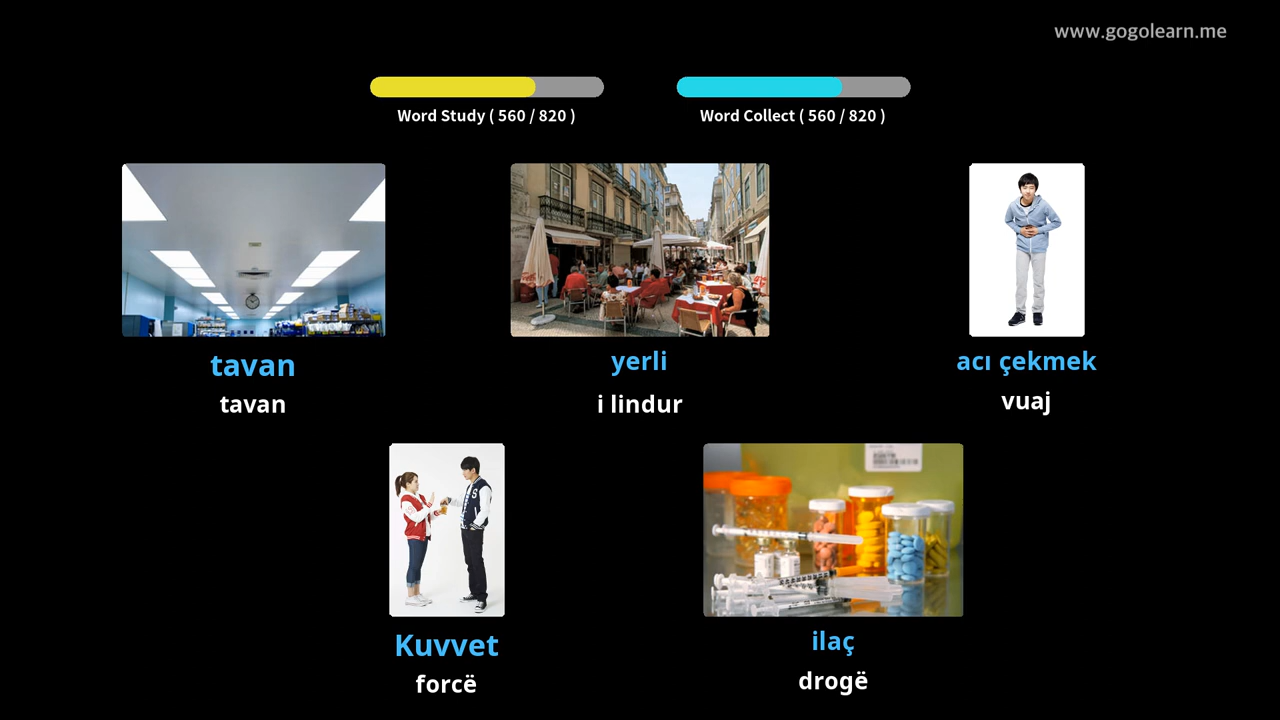 www.gogolearn.me
Word Study ( 560 / 820 )
Word Collect ( 560 / 820 )
tavan
tavan
yerli
i lindur
acı çekmek
vuaj
Kuvvet
forcë
ilaç
drogë